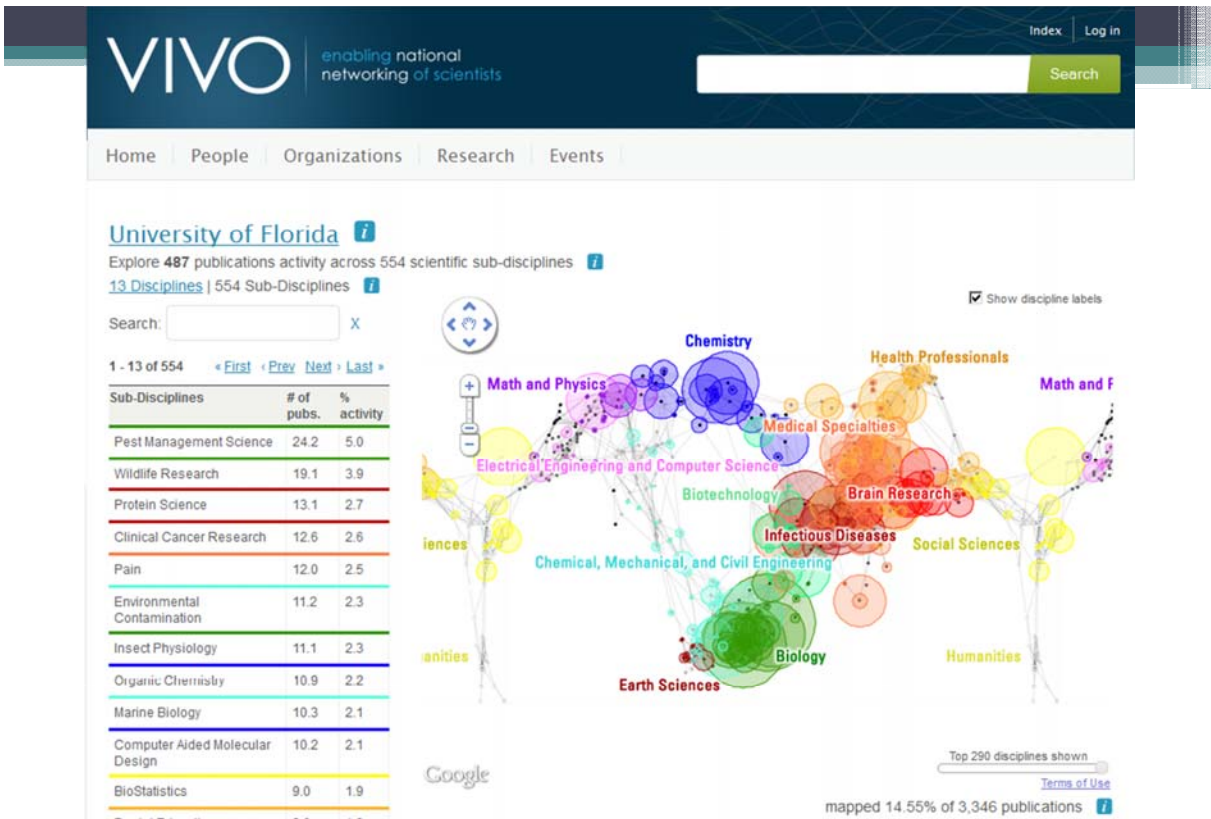 VIVO
enabling national
networking of scientists
Index
Log in
Search
Home
People
Organizations
Research
Events
University of Florida i
Explore 487 publications activity across 554 scientific sub-disciplines i
13 Disciplines | 554 Sub-Disciplines i
Search:
X
1 - 13 of 554
« First ‹ Prev Next › Last »
Sub-Disciplines # of pubs. % activity
Pest Management Science 24.2 5.0
Wildlife Research 19.1 3.9
Protein Science 13.1 2.7
Clinical Cancer Research 12.6 2.6
Pain 12.0 2.5
Environmental
Contamination 11.2 2.3
Insect Physiology 11.1 2.3
Organic Chemistry 10.9 2.2
Marine Biology 10.3 2.1
Computer Aided Molecular
Design 10.2 2.1
BioStatistics 9.0 1.9
Show discipline labels
Chemistry
Health Professionals
Math and Physics
Math and F
Medical Specialties
Electrical Engineering and Computer Science
Biotechnology
Brain Research
Infectious Diseases
iences
Social Sciences
Chemical, Mechanical, and Civil Engineering
Biology
anities
Humanities
Earth Sciences
Google
Top 290 disciplines shown
Terms of Use
mapped 14.55% of 3,346 publications i